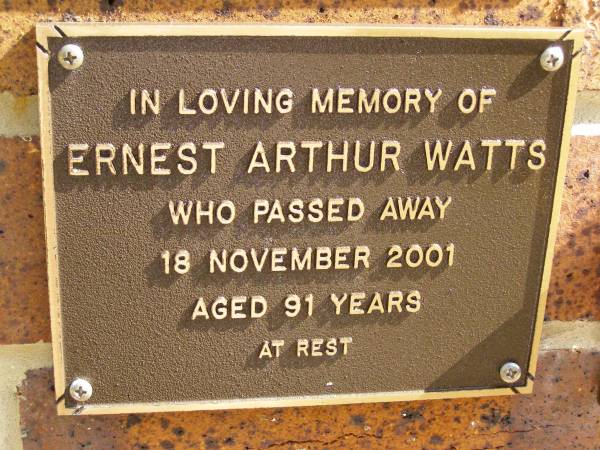 IN LOVING MEMORY OF
ERNEST ARTHUR WATTS
WHO PASSED AWAY
18 NOVEMBER 2001
AGED 91 YEARS
AT REST